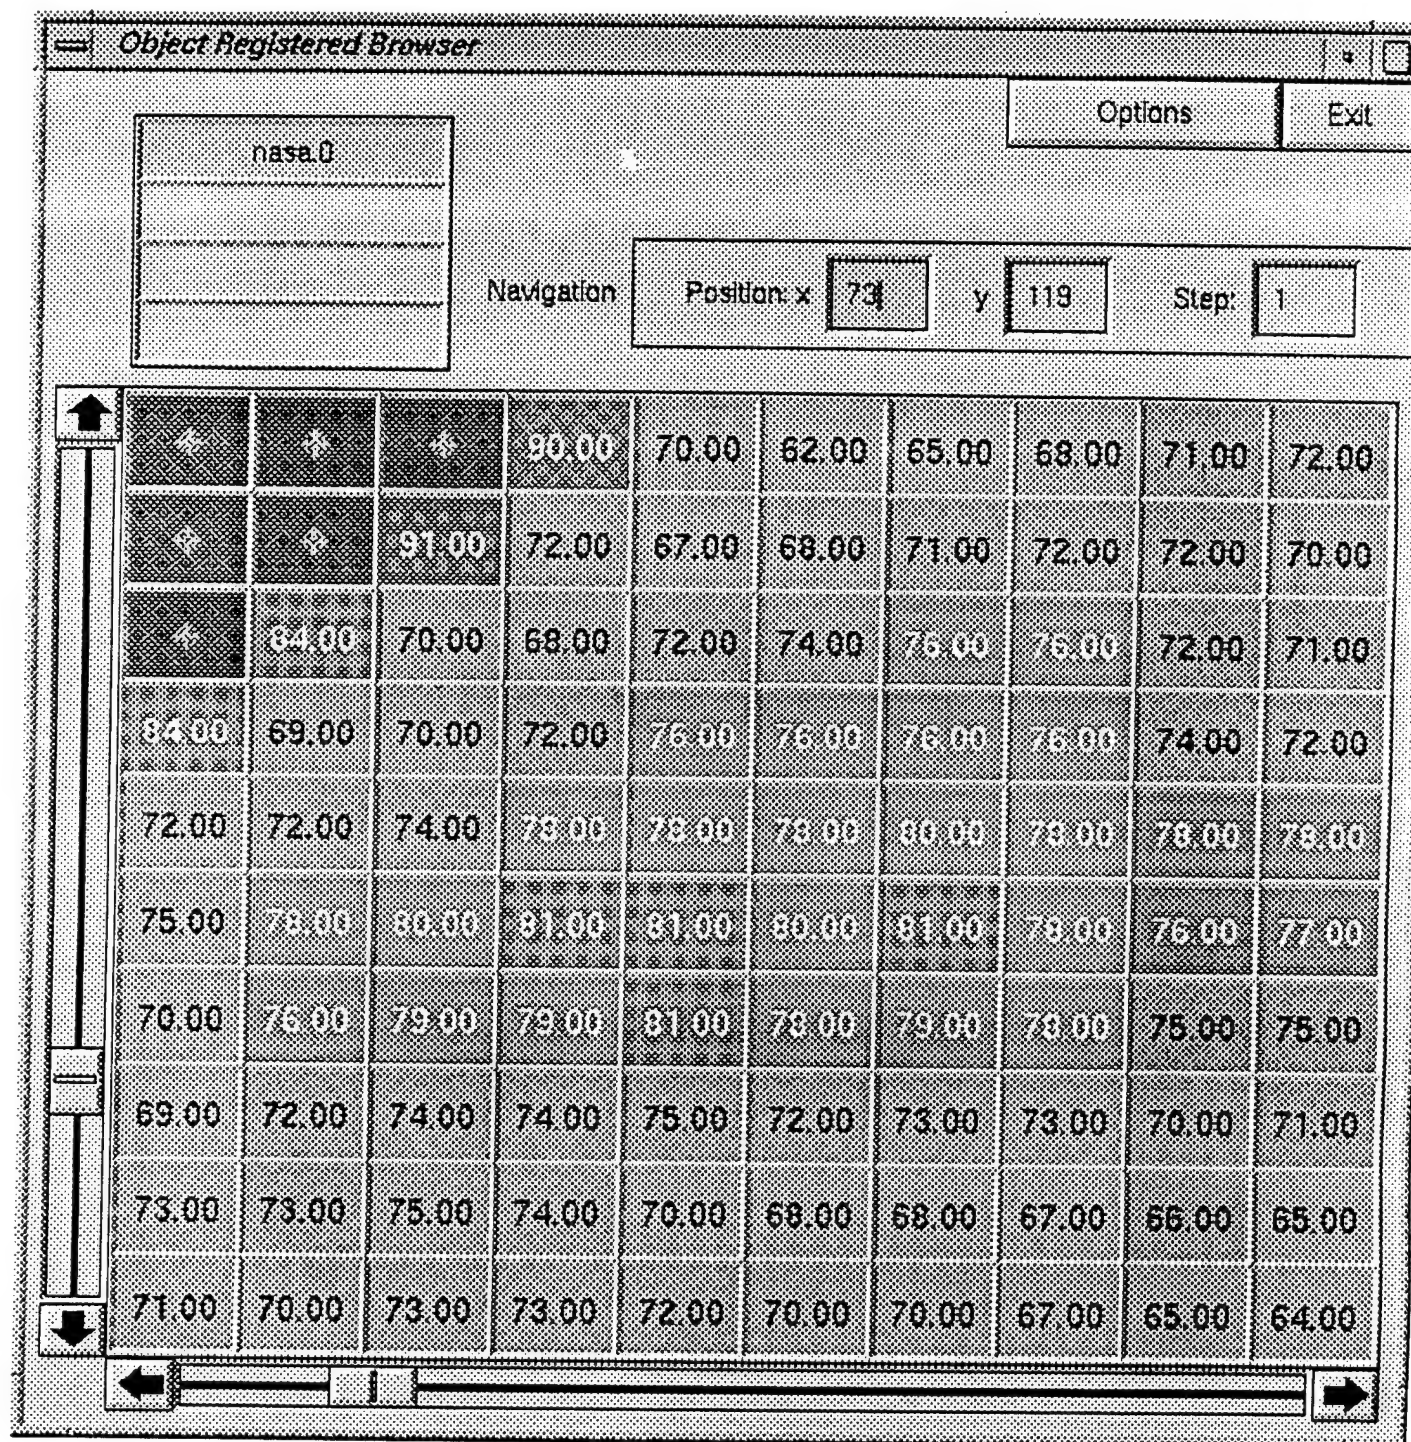 Object Registered Browser
Options Exit
nasa.0
Navigation Position: x 73 y 119 Step: 1
* * * 90.00 70.00 62.00 65.00 68.00 71.00 72.00
* * 91.00 72.00 67.00 68.00 71.00 72.00 72.00 70.00
* 84.00 70.00 68.00 72.00 74.00 76.00 76.00 72.00 71.00
84.00 69.00 70.00 72.00 76.00 76.00 76.00 76.00 74.00 72.00
72.00 72.00 74.00 80.00 78.00 78.00
75.00 78.00 80.00 81.00 81.00 80.00 81.00 78.00 76.00 77.00
70.00 76.00 79.00 79.00 81.00 79.00 78.00 75.00 75.00
69.00 72.00 74.00 74.00 75.00 72.00 73.00 73.00 70.00 71.00
73.00 73.00 75.00 74.00 70.00 68.00 68.00 67.00 66.00 65.00
71.00 70.00 73.00 73.00 72.00 70.00 70.00 67.00 65.00 64.00